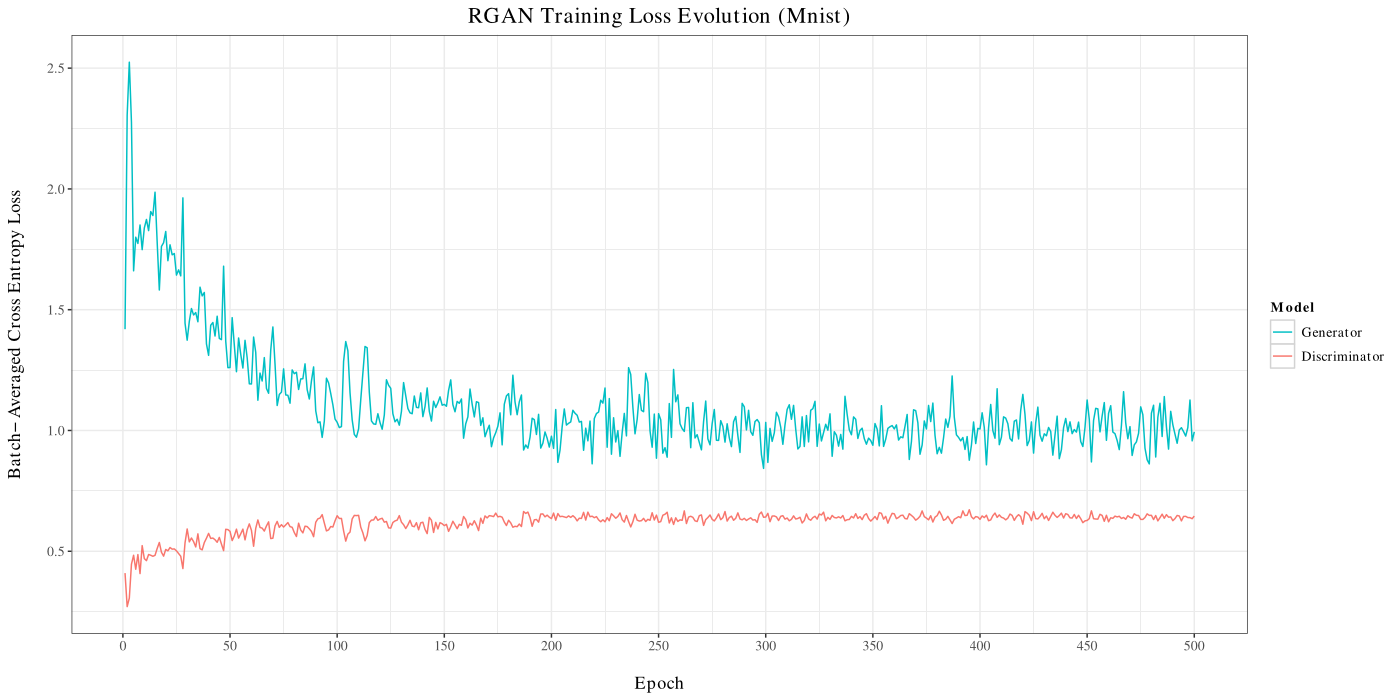 RGAN Training Loss Evolution (Mnist)
Batch− Averaged Cross Entropy Loss
2.5
2.0
1.5
1.0
0.5
0 50 100 150 200 250 300 350 400 450 500
Epoch
Model
Generator
Discriminator